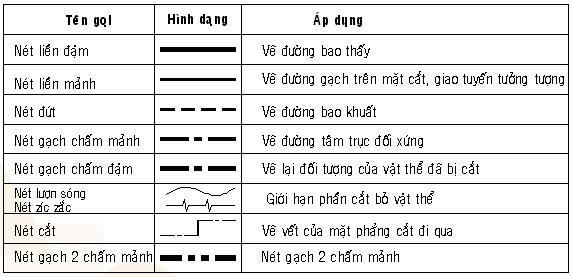 Tên gọi Hình dạng Áp dụng
Nét liền đậm Vẽ đường bao thấy
Nét liền mảnh Vẽ đường gạch trên mặt cắt, giao tuyến tưởng tượng
Nét đứt Vẽ đường bao khuất
Nét gạch chấm mảnh Vẽ đường tâm trục đối xứng
Nét gạch chấm đậm Vẽ lại đối tượng của vật thể đã bị cắt
Nét lượn sóng
Nét zíc zắc Giới hạn phần cắt bỏ vật thể
Nét cắt Vẽ vết của mặt phẳng cắt đi qua
Nét gạch 2 chấm mảnh Nét gạch 2 chấm mảnh